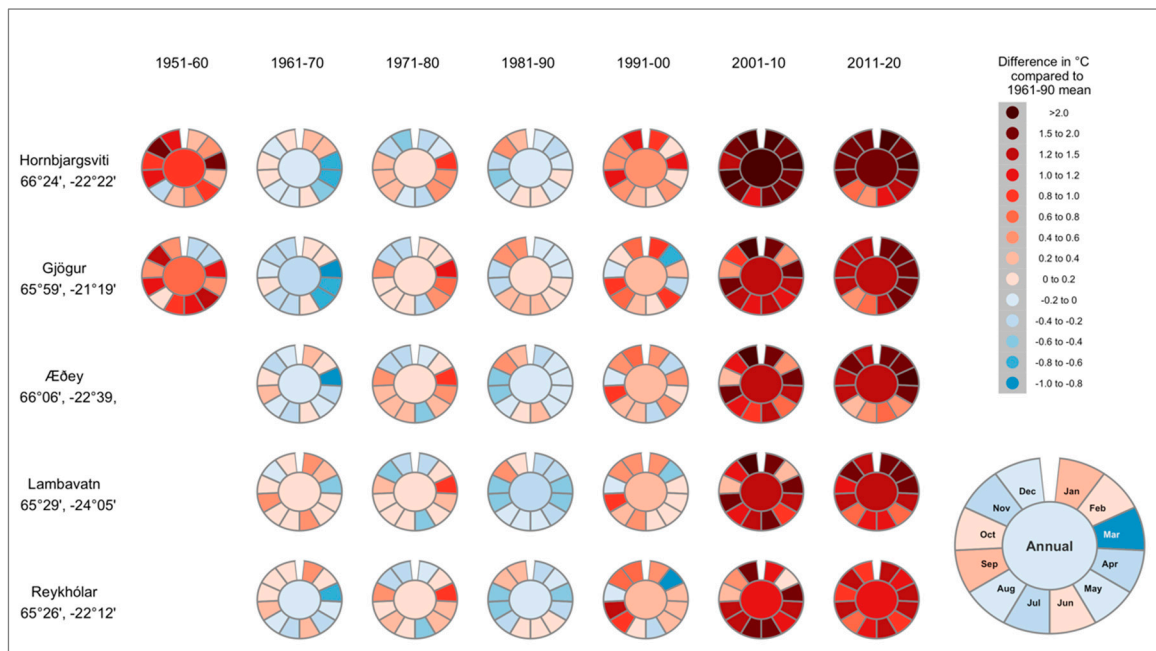 1951-60 1961-70 1971-80 1981-90 1991-00 2001-10 2011-20
Hornbjargsviti
66°24', -22°22'
Gjögur
65°59', -21°19'
Æðey
66°06', -22°39,
Lambavatn
65°29', -24°05'
Reykhólar
65°26', -22°12'
Difference in °C
compared to
1961-90 mean
>2.0
1.5 to 2.0
1.2 to 1.5
1.0 to 1.2
0.8 to 1.0
0.6 to 0.8
0.4 to 0.6
0.2 to 0.4
0 to 0.2
-0.2 to 0
-0.4 to -0.2
-0.6 to -0.4
-0.8 to -0.6
-1.0 to -0.8
Dec Jan
Nov Feb
Oct Mar
Annual
Sep Apr
Aug May
Jul Jun